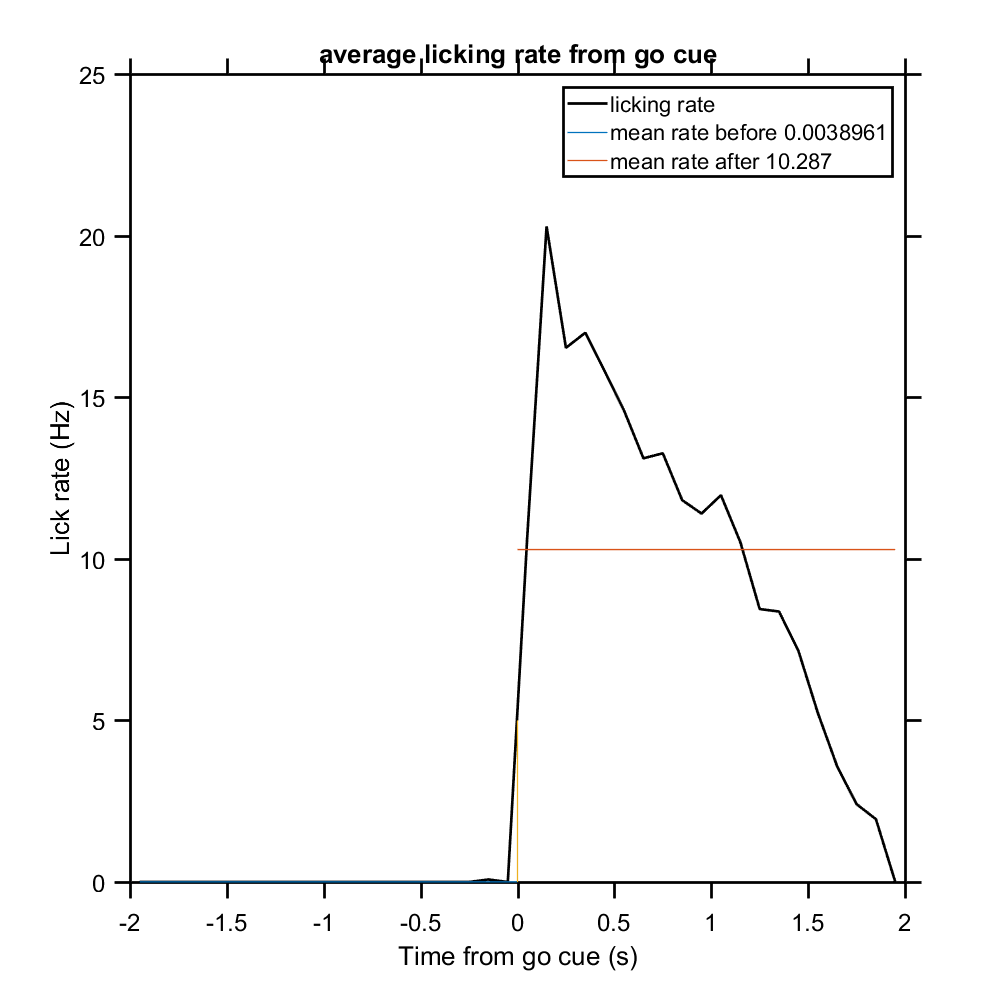 average licking rate from go cue
licking rate
mean rate before 0.0038961
mean rate after 10.287
25
20
15
10
5
0
Lick rate (Hz)
-2 -1.5 -1 -0.5 0 0.5 1 1.5 2
Time from go cue (s)